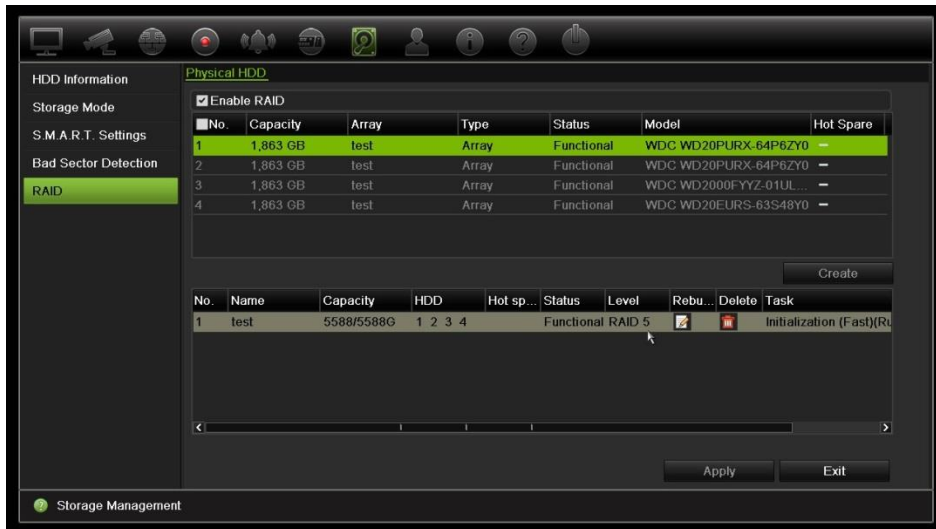 HDD Information
Storage Mode
S.M.A.R.T. Settings
Bad Sector Detection
RAID
Physical HDD
Enable RAID
No. Capacity Array Type Status Model Hot Spare
1 1,863 GB test Array Functional WDC WD20PURX-64P6ZY0 –
2 1,863 GB test Array Functional WDC WD20PURX-64P6ZY0 –
3 1,863 GB test Array Functional WDC WD2000FYYZ-01UL... –
4 1,863 GB test Array Functional WDC WD20EURS-63S48Y0 –
Create
No. Name Capacity HDD Hot sp... Status Level Rebu... Delete Task
1 test 5588/5588G 1 2 3 4 Functional RAID 5 Initialization (Fast)(Ru
Apply Exit
Storage Management